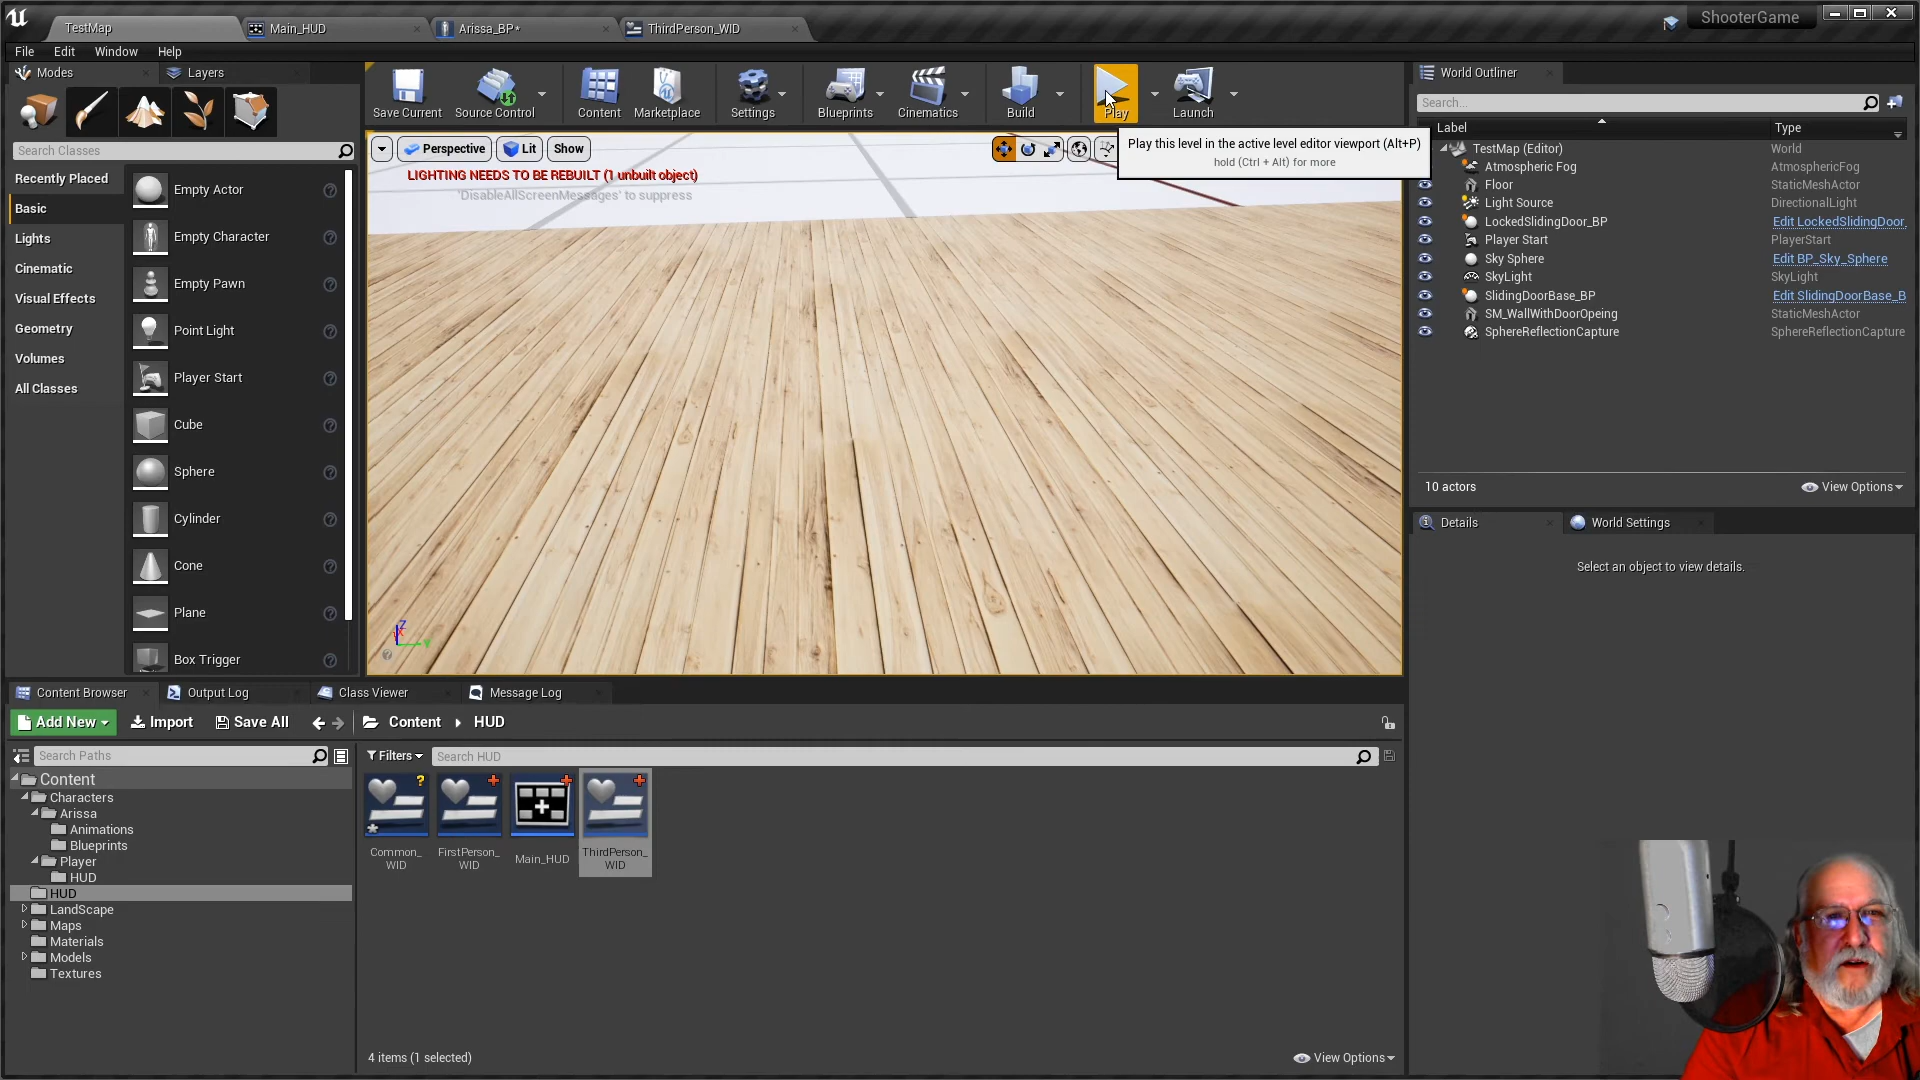 TestMap
Main_HUD
Arissa_BP*
ThirdPerson_WID
ShooterGame
File
Edit
Window
Help
Modes
Layers
Search Classes
Recently Placed
Basic
Lights
Cinematic
Visual Effects
Geometry
Volumes
All Classes
Empty Actor
Empty Character
Empty Pawn
Point Light
Player Start
Cube
Sphere
Cylinder
Cone
Plane
Box Trigger
Save Current
Source Control
Content
Marketplace
Settings
Blueprints
Cinematics
Build
Play
Launch
Perspective
Lit
Show
Play this level in the active level editor viewport (Alt+P)
hold (Ctrl + Alt) for more
LIGHTING NEEDS TO BE REBUILT (1 unbuilt object)
'DisableAllScreenMessages' to suppress
Z
World Outliner
Search...
Label
Type
TestMap (Editor)
World
Atmospheric Fog
AtmosphericFog
Floor
StaticMeshActor
Light Source
DirectionalLight
LockedSlidingDoor_BP
Edit LockedSlidingDoor_
Player Start
PlayerStart
Sky Sphere
Edit BP_Sky_Sphere
SkyLight
SkyLight
SlidingDoorBase_BP
Edit SlidingDoorBase_B
SM_WallWithDoorOpeing
StaticMeshActor
SphereReflectionCapture
SphereReflectionCapture
10 actors
View Options
Details
World Settings
Select an object to view details.
Content Browser
Output Log
Class Viewer
Message Log
Add New
Import
Save All
Content
HUD
Search Paths
Filters
Search HUD
Content
Characters
Arissa
Animations
Blueprints
Player
HUD
HUD
LandScape
Maps
Materials
Models
Textures
Common_
WID
FirstPerson_
WID
Main_HUD
ThirdPerson_
WID
4 items (1 selected)
View Options